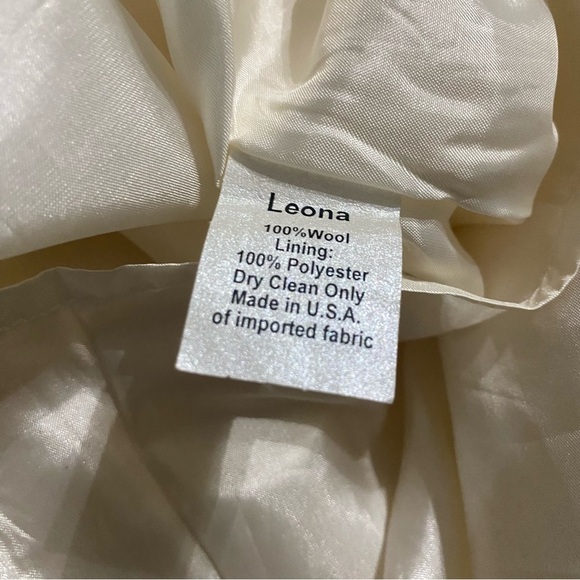 Leona
100%Wool
Lining:
100% Polyester
Dry Clean Only
Made in U.S.A.
of imported fabric